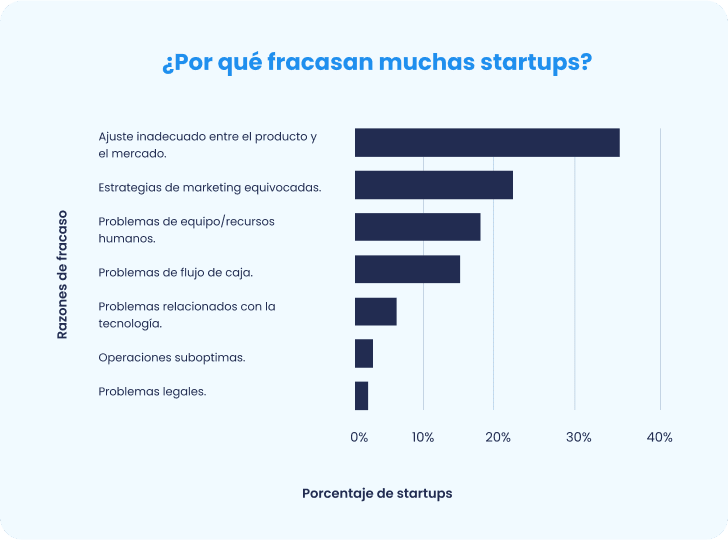 ¿Por qué fracasan muchas startups?
Razones de fracaso
Ajuste inadecuado entre el producto y
el mercado.
Estrategias de marketing equivocadas.
Problemas de equipo/recursos
humanos.
Problemas de flujo de caja.
Problemas relacionados con la
tecnología.
Operaciones suboptimas.
Problemas legales.
0% 10% 20% 30% 40%
Porcentaje de startups